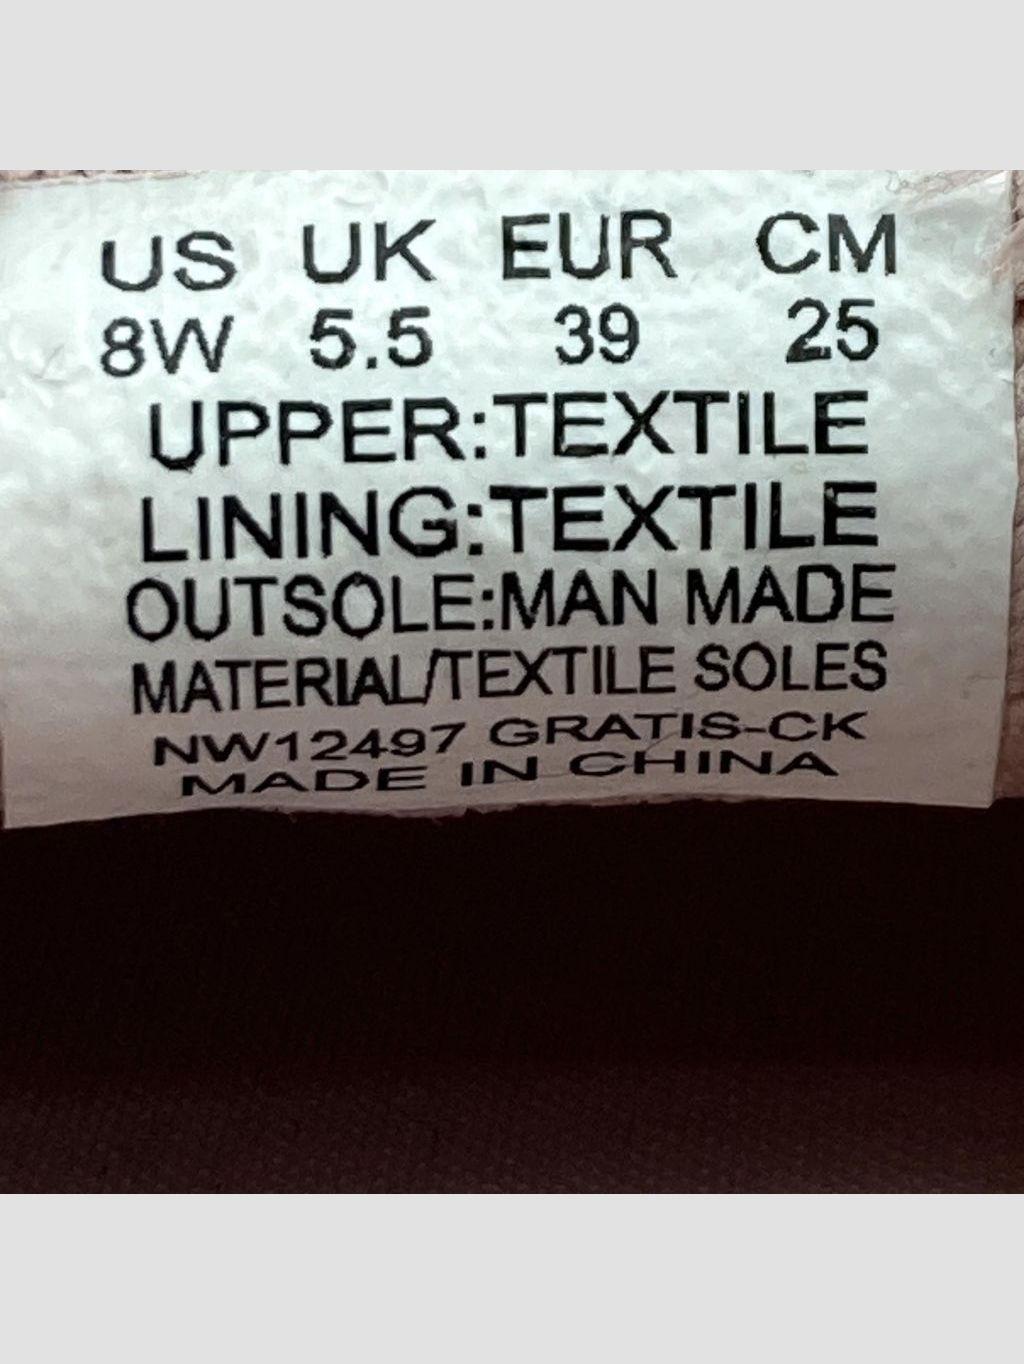 US UK EUR CM
8W 5.5 39 25
UPPER:TEXTILE
LINING:TEXTILE
OUTSOLE:MAN MADE
MATERIAL/TEXTILE SOLES
NW12497 GRATIS-CK
MADE IN CHINA